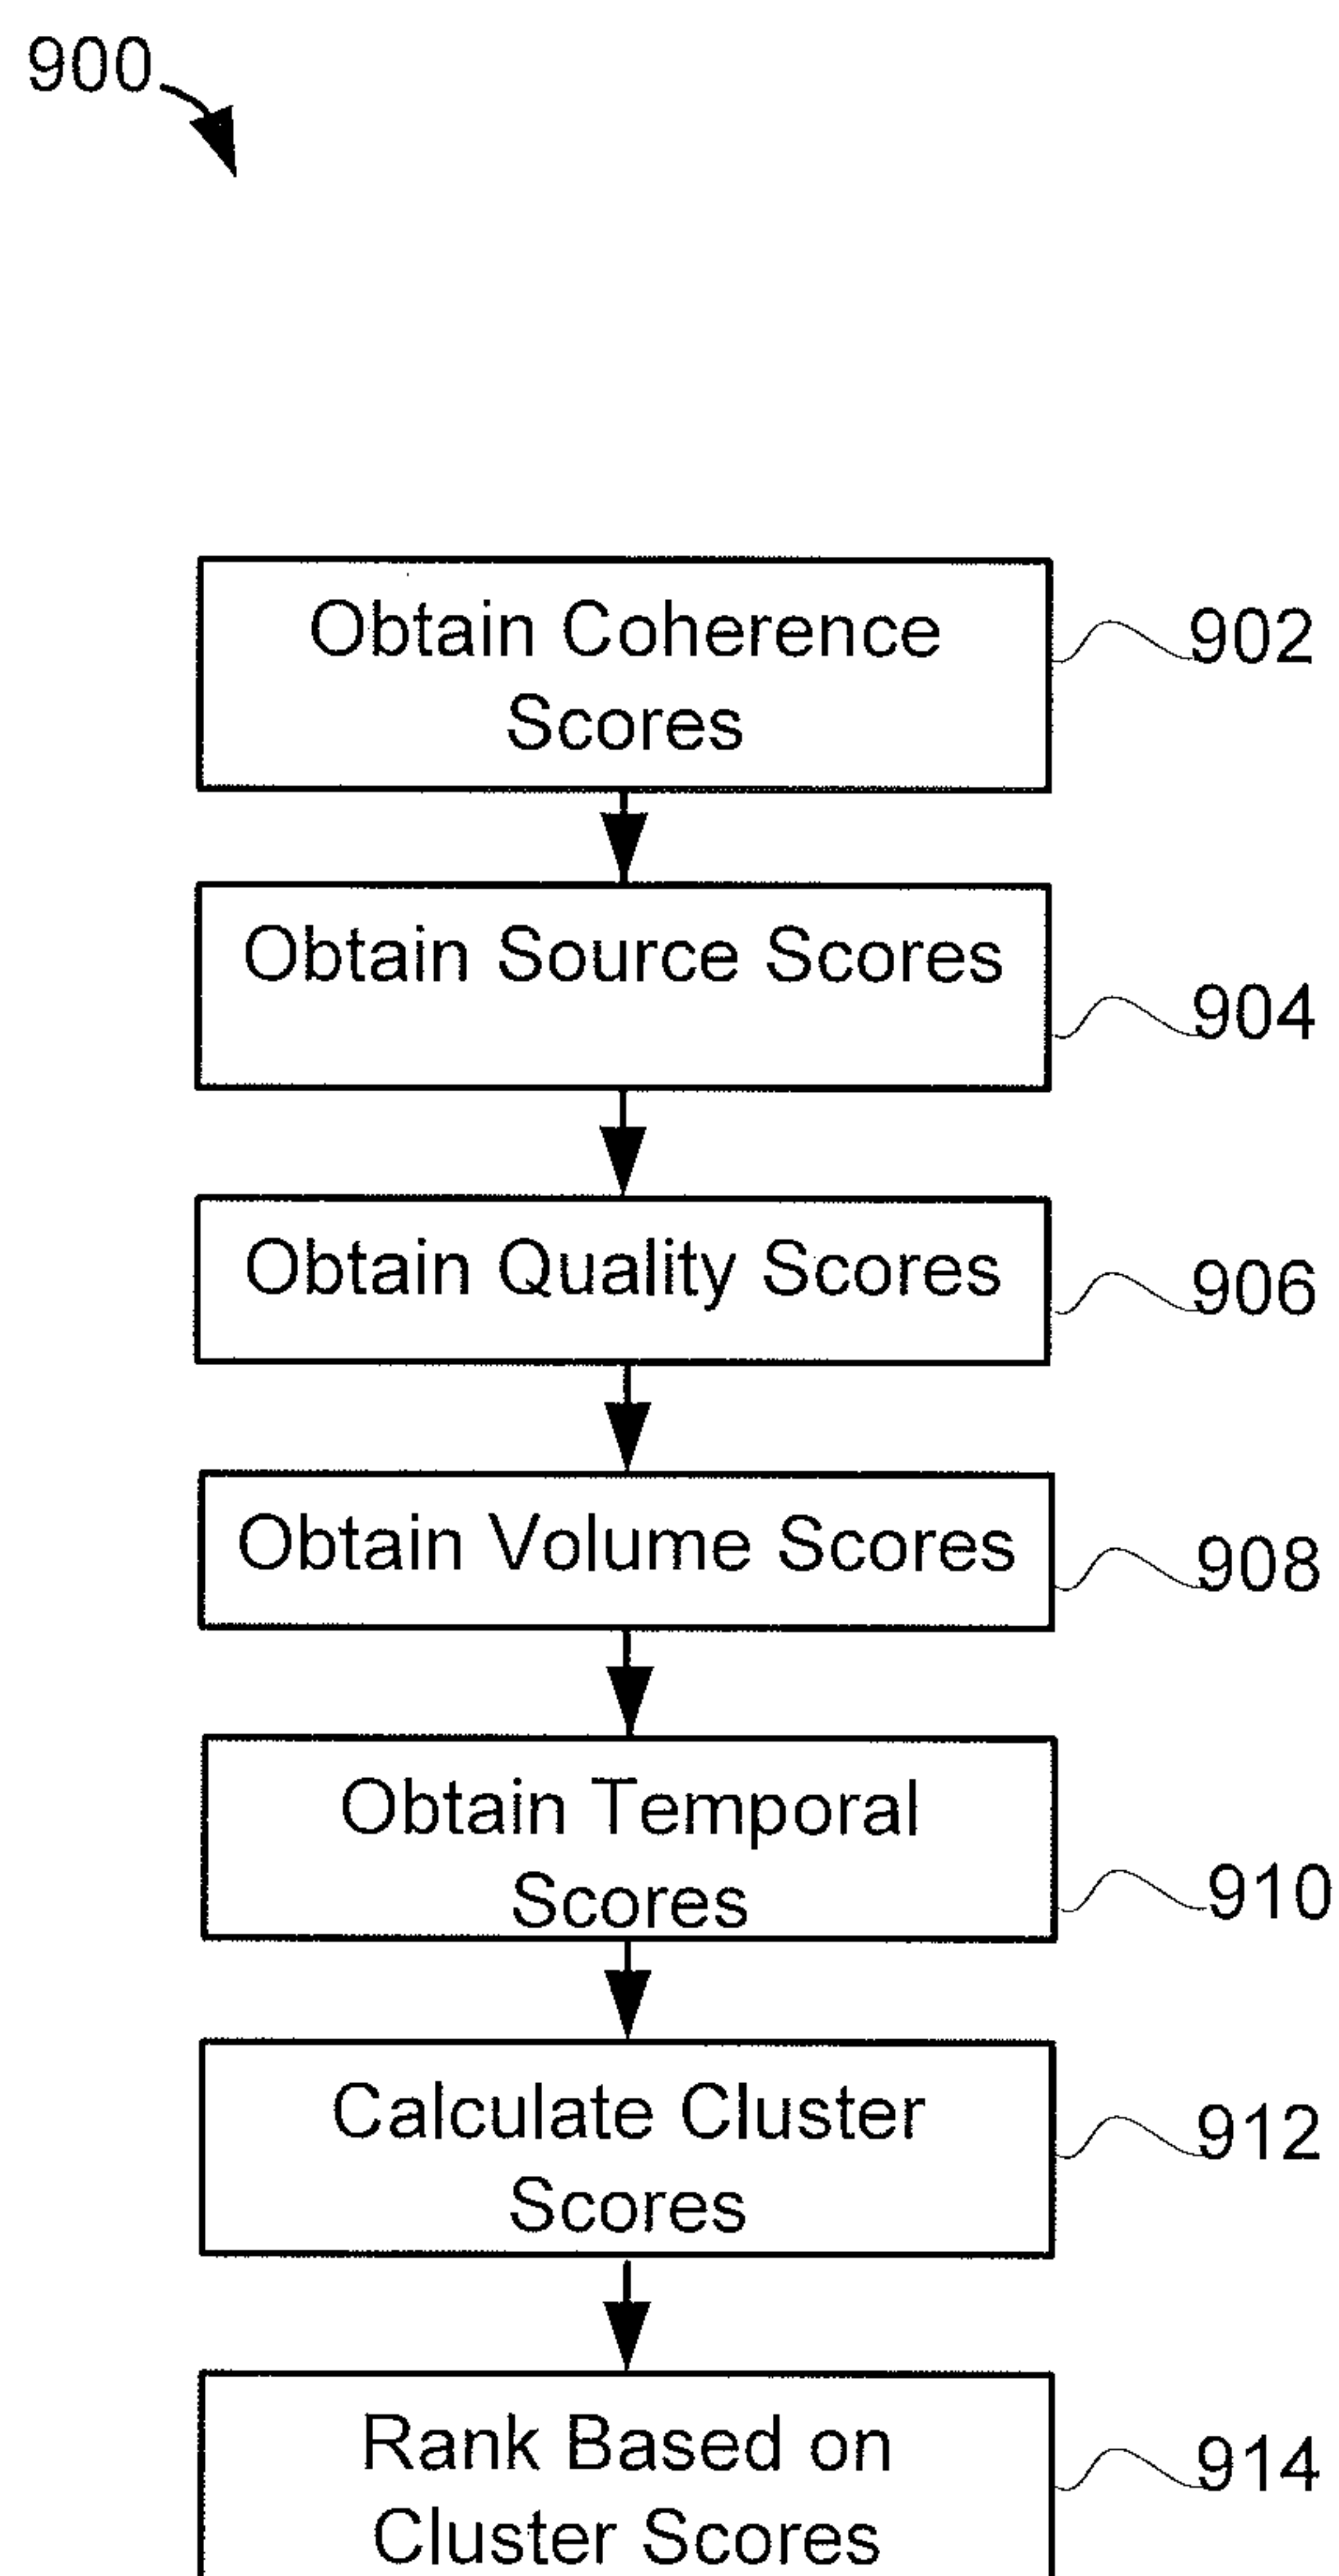 900
Obtain Coherence
Scores
902
Obtain Source Scores
904
Obtain Quality Scores
906
Obtain Volume Scores
908
Obtain Temporal
Scores
910
Calculate Cluster
Scores
912
Rank Based on
Cluster Scores
914